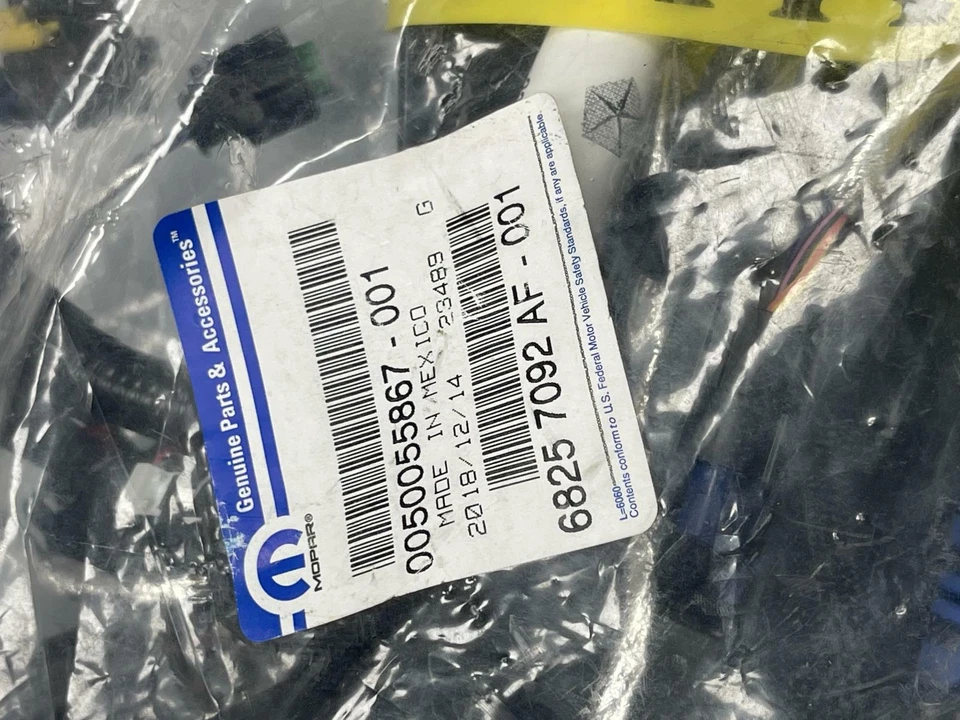 Genuine Parts & Accessories™
MOPAR®
0050055867 - 001
MADE IN MEXICO G
2018/12/14 23489
6825 7092 AF - 001
L=6060
Contents conform to U.S. Federal Motor Vehicle Safety Standards, if any are applicable.